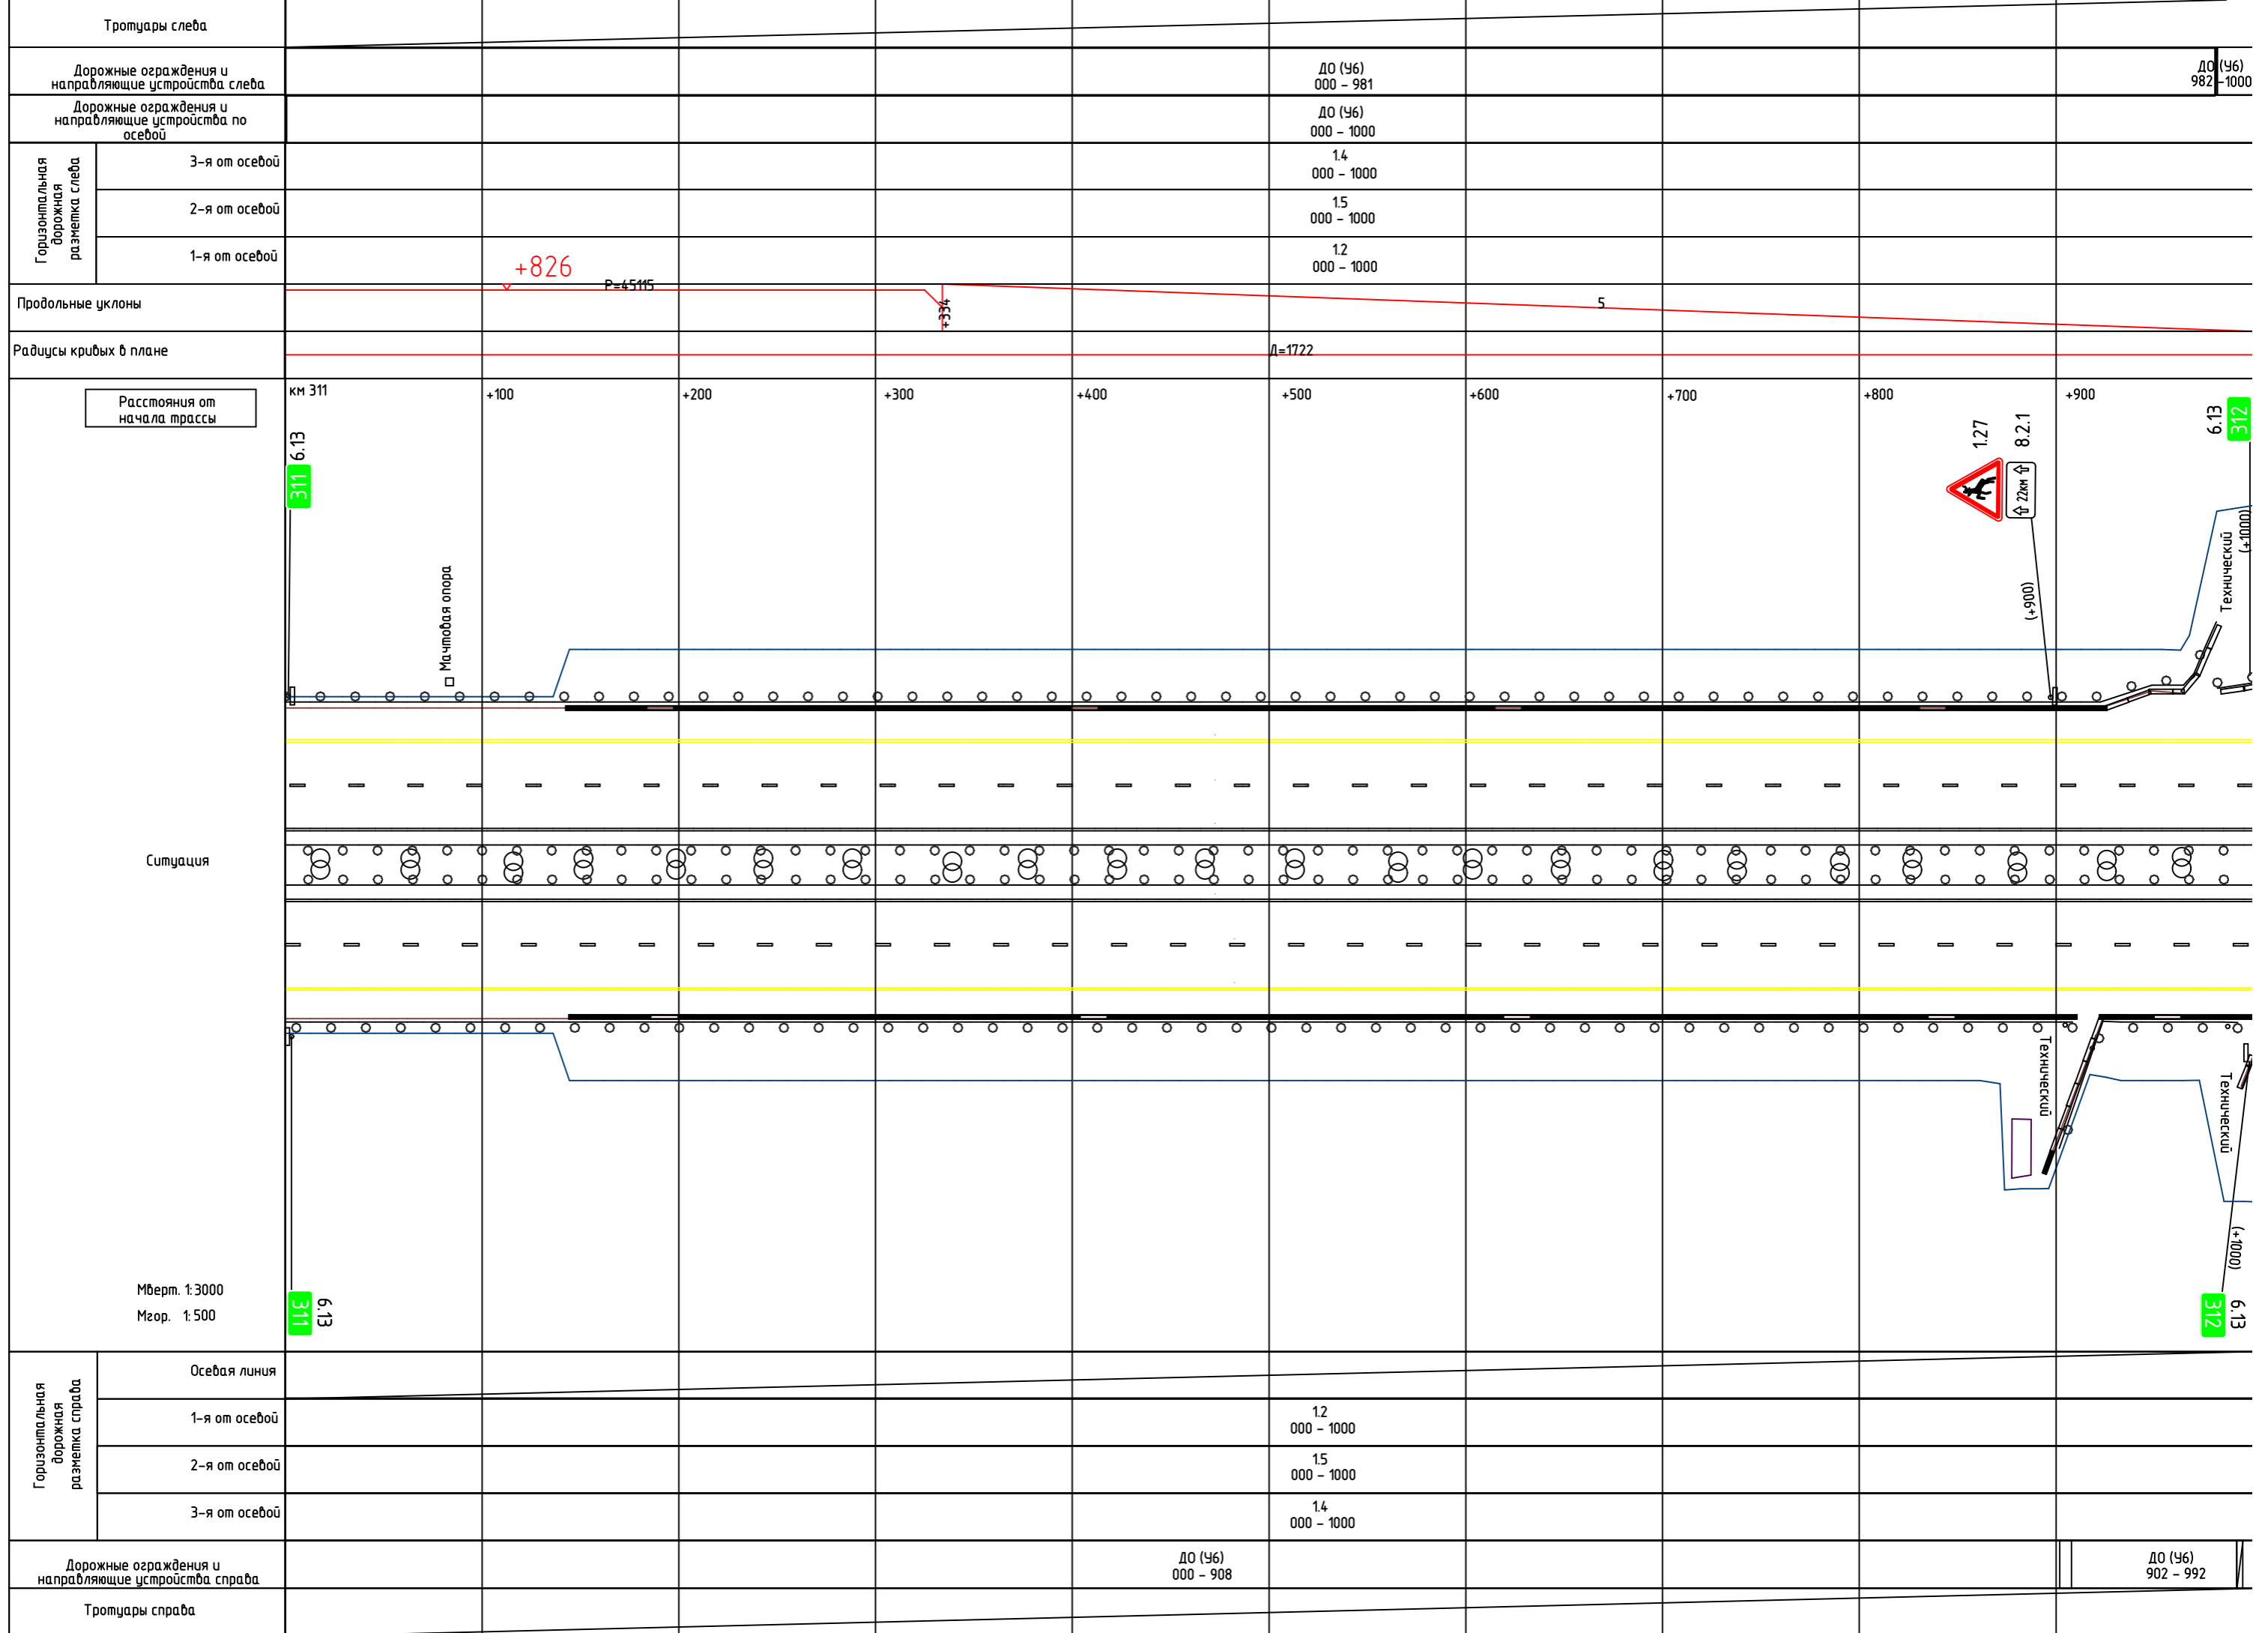 Тротуары слева
Дорожные ограждения и
направляющие устройства слева
ДО (У6)
000 - 981
ДО (У6)
982 -1000
Дорожные ограждения и
направляющие устройства по
осевой
ДО (У6)
000 - 1000
Горизонтальная
дорожная
разметка слева
3-я от осевой
1.4
000 - 1000
2-я от осевой
1.5
000 - 1000
1-я от осевой
1.2
000 - 1000
Продольные уклоны
+826
Р=45115
+334
5
Радиусы кривых в плане
Д=1722
Расстояния от
начала трассы
км 311
+100
+200
+300
+400
+500
+600
+700
+800
+900
311
6.13
Мачтовая опора
1.27
8.2.1
22км
(+900)
6.13
312
Технический
(+1000)
Ситуация
Технический
Технический
(+1000)
Мверт. 1:3000
Мгор. 1:500
311
6.13
312
6.13
Горизонтальная
дорожная
разметка справа
Осевая линия
1-я от осевой
1.2
000 - 1000
2-я от осевой
1.5
000 - 1000
3-я от осевой
1.4
000 - 1000
Дорожные ограждения и
направляющие устройства справа
ДО (У6)
000 - 908
ДО (У6)
902 - 992
Тротуары справа